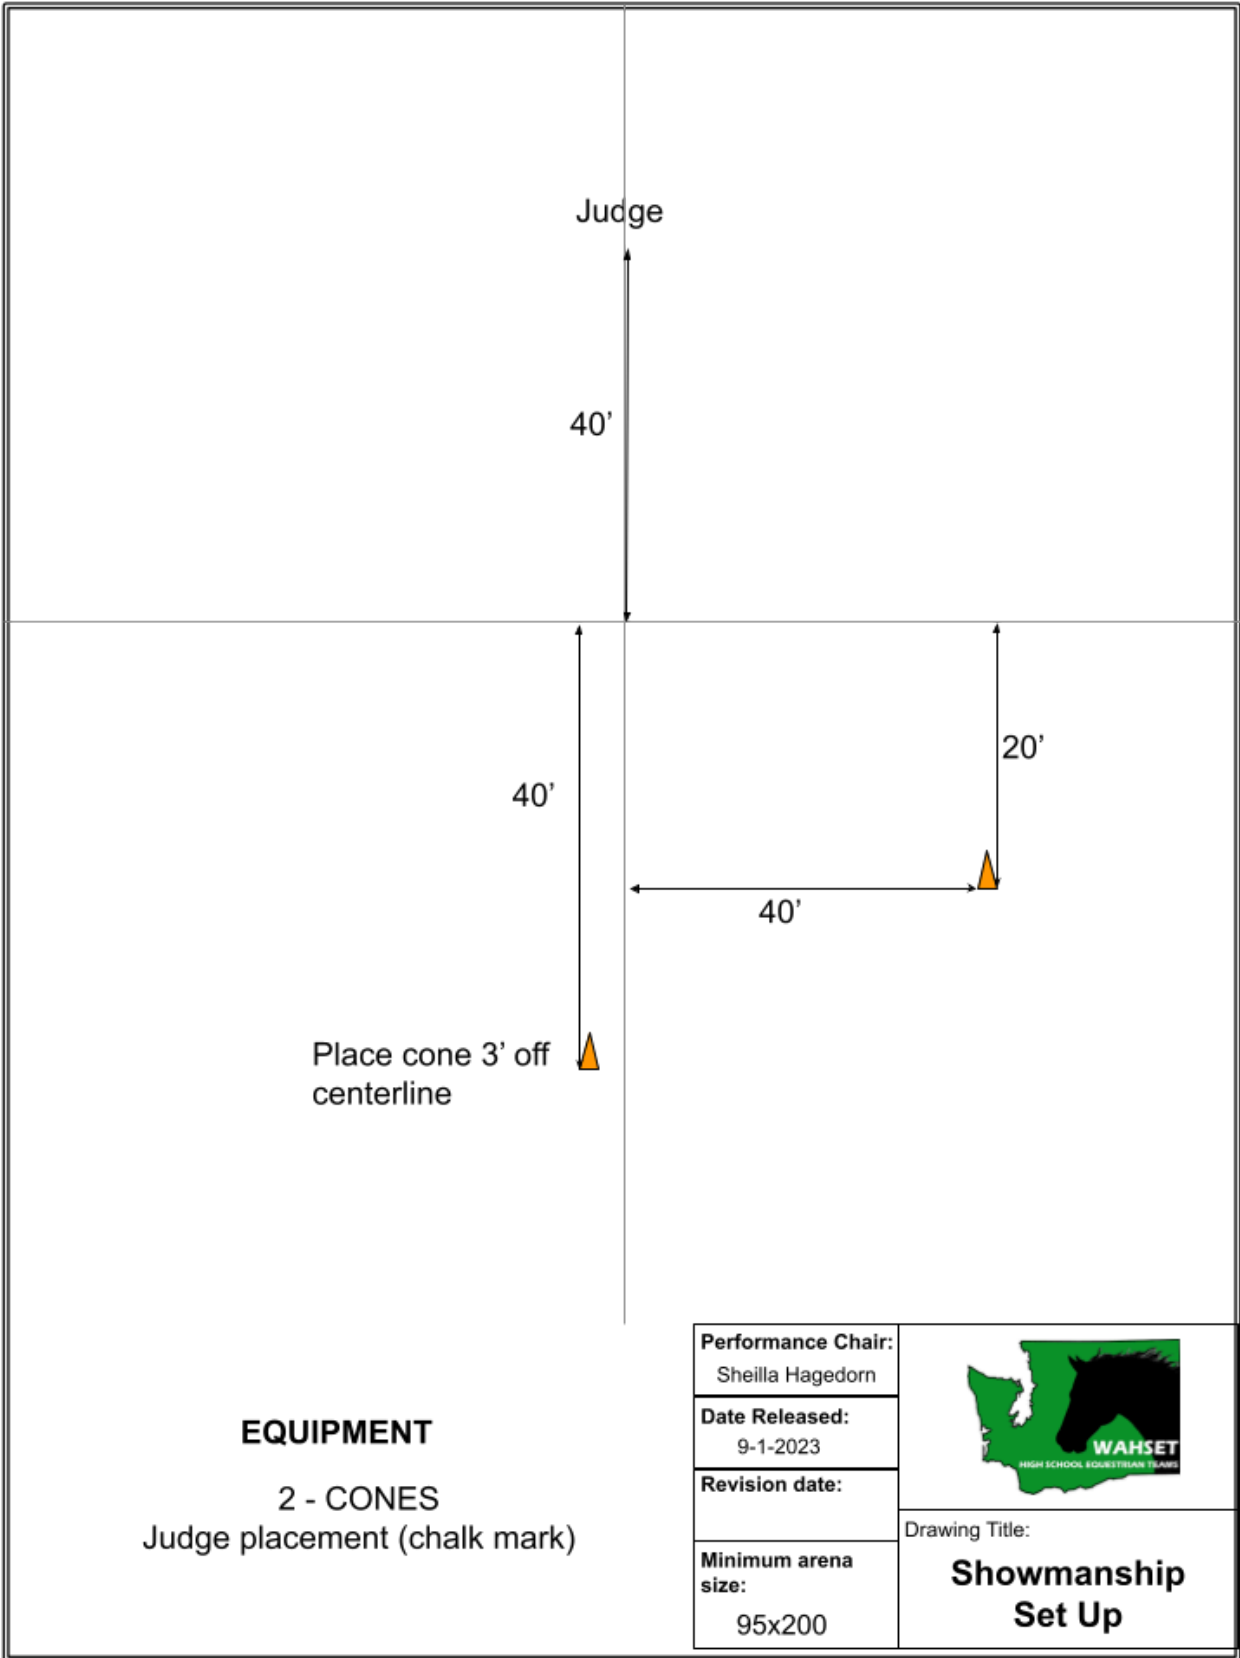 Judge
40’
20’
40’
40’
Place cone 3’ off
centerline
EQUIPMENT
2 - CONES
Judge placement (chalk mark)
Performance Chair:
Sheilla Hagedorn
Date Released:
9-1-2023
Revision date:
Minimum arena
size:
95x200
WAHSET
HIGH SCHOOL EQUESTRIAN TEAMS
Drawing Title:
Showmanship
Set Up